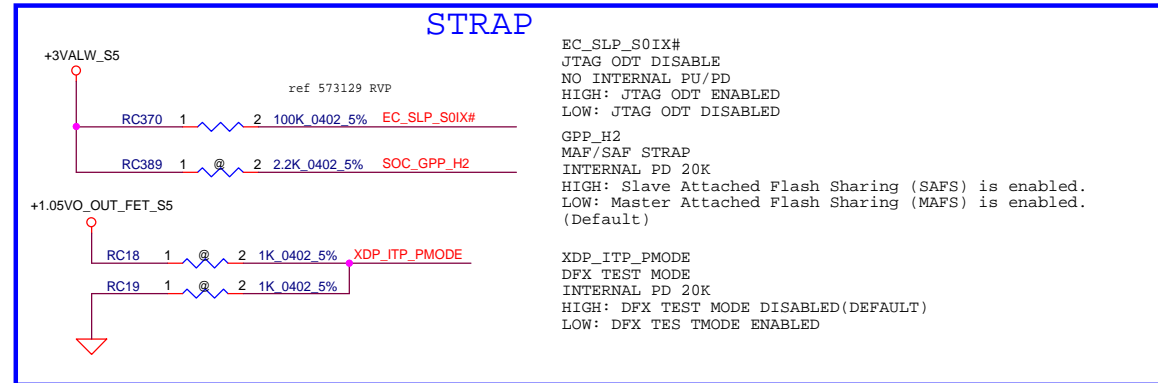 STRAP
+3VALW_S5
ref 573129 RVP
RC370 1 2 100K_0402_5% EC_SLP_S0IX#
RC389 1 @ 2 2.2K_0402_5% SOC_GPP_H2
+1.05VO_OUT_FET_S5
RC18 1 @ 2 1K_0402_5% XDP_ITP_PMODE
RC19 1 @ 2 1K_0402_5%
EC_SLP_S0IX#
JTAG ODT DISABLE
NO INTERNAL PU/PD
HIGH: JTAG ODT ENABLED
LOW: JTAG ODT DISABLED
GPP_H2
MAF/SAF STRAP
INTERNAL PD 20K
HIGH: Slave Attached Flash Sharing (SAFS) is enabled.
LOW: Master Attached Flash Sharing (MAFS) is enabled.
(Default)
XDP_ITP_PMODE
DFX TEST MODE
INTERNAL PD 20K
HIGH: DFX TEST MODE DISABLED(DEFAULT)
LOW: DFX TES TMODE ENABLED